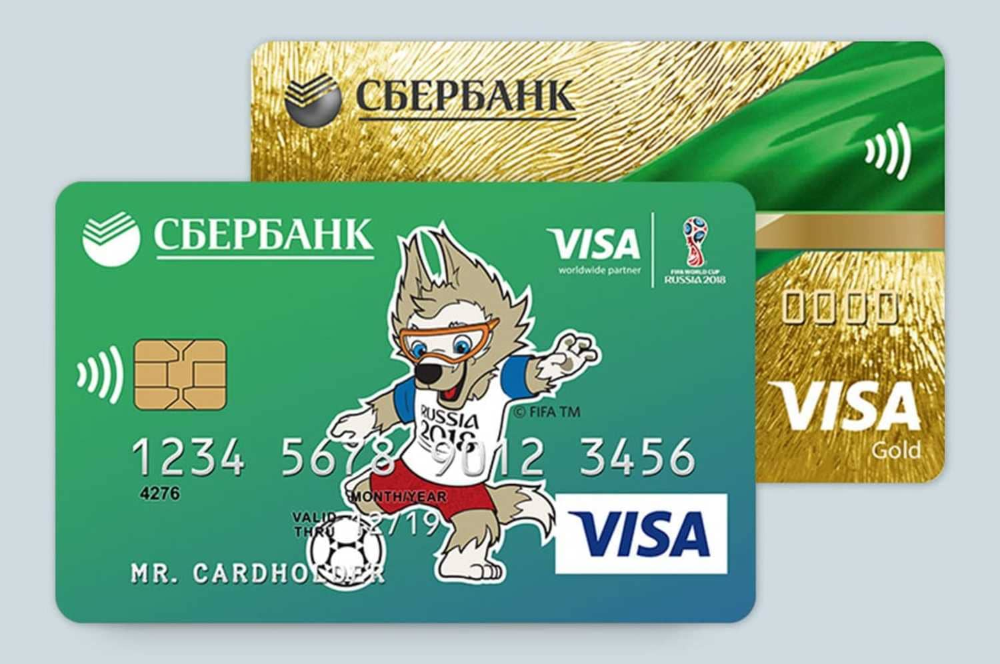 СБЕРБАНК
СБЕРБАНК
VISA
worldwide partner
FIFA WORLD CUP
RUSSIA 2018
RUSSIA
2018
© FIFA TM
1234 5678 9012 3456
4276
MONTH/YEAR
VALID
THRU
12/19
MR. CARDHOLDER
VISA
0000
VISA
Gold